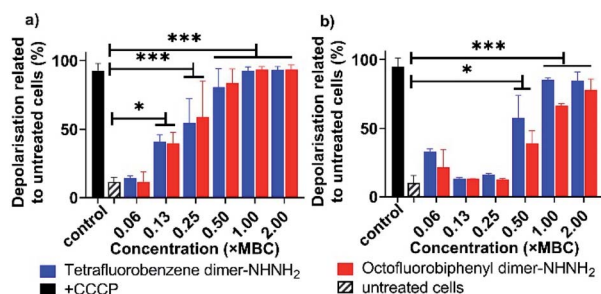 a)
Depolarisation related
to untreated cells (%)
100
50
0
***
***
*
control
0.06
0.13
0.25
0.50
1.00
2.00
Concentration (×MBC)
b)
Depolarisation related
to untreated cells (%)
100
50
0
***
*
control
0.06
0.13
0.25
0.50
1.00
2.00
Concentration (×MBC)
Tetrafluorobenzene dimer-NHNH₂
Octofluorobiphenyl dimer-NHNH₂
+CCCP
untreated cells